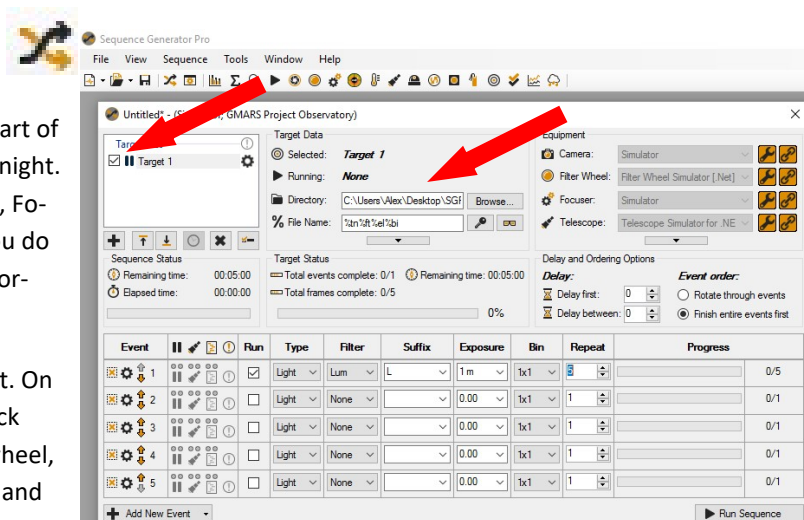 art of
night.
, Fo-
u do
or-
t. On
ck
heel,
and
Sequence Generator Pro
File View Sequence Tools Window Help
Untitled* - (Si GMARS Project Observatory)
Target 1
Target Data
Selected: Target 1
Running: None
Directory: C:\Users\Alex\Desktop\SGF Browse...
File Name: %tn%ft%el%bi
Equipment
Camera: Simulator
Filter Wheel: Filter Wheel Simulator [.Net]
Focuser: Simulator
Telescope: Telescope Simulator for .NE
Sequence Status
Remaining time: 00:05:00
Elapsed time: 00:00:00
Target Status
Total events complete: 0/1 Remaining time: 00:05:00
Total frames complete: 0/5
0%
Delay and Ordering Options
Delay: Event order:
Delay first: 0 Rotate through events
Delay between: 0 Finish entire events first
Event Run Type Filter Suffix Exposure Bin Repeat Progress
1 Light Lum L 1 m 1x1 5 0/5
2 Light None 0.00 1x1 1 0/1
3 Light None 0.00 1x1 1 0/1
4 Light None 0.00 1x1 1 0/1
5 Light None 0.00 1x1 1 0/1
Add New Event Run Sequence